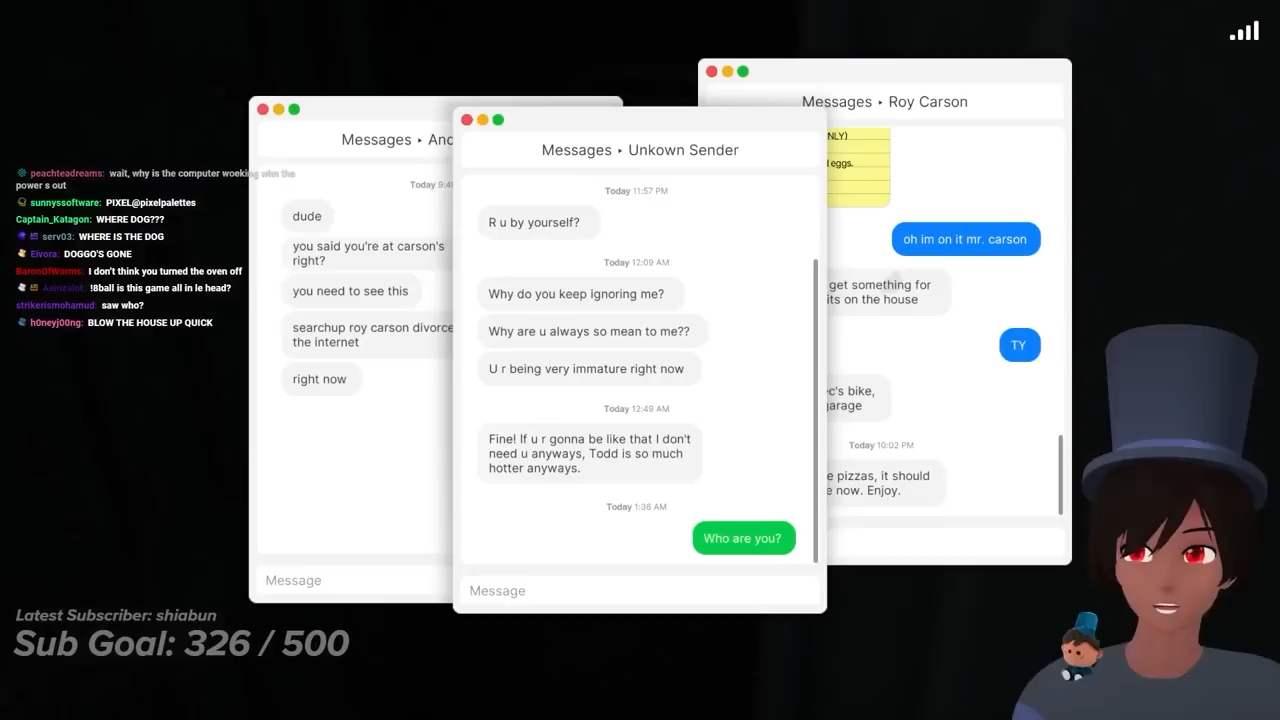 peachteadreams: wait, why is the computer woeking wirh the
power s out
sunnyssoftware: PIXEL@pixelpalettes
Captain_Katagon: WHERE DOG???
serv03: WHERE IS THE DOG
Eivora: DOGGO'S GONE
BaronOfWorms: I don't think you turned the oven off
Aeinzalot: !8ball is this game all in le head?
strikerismohamud: saw who?
h0neyj00ng: BLOW THE HOUSE UP QUICK
Latest Subscriber: shiabun
Sub Goal: 326 / 500
Messages ▸ And
Today 9:4
dude
you said you're at carson's
right?
you need to see this
searchup roy carson divorce
the internet
right now
Message
Messages ▸ Unkown Sender
Today 11:57 PM
R u by yourself?
Today 12:09 AM
Why do you keep ignoring me?
Why are u always so mean to me??
U r being very immature right now
Today 12:49 AM
Fine! If u r gonna be like that I don't
need u anyways, Todd is so much
hotter anyways.
Today 1:36 AM
Who are you?
Message
Messages ▸ Roy Carson
NLY)
eggs.
oh im on it mr. carson
get something for
its on the house
TY
ec's bike,
garage
Today 10:02 PM
e pizzas, it should
e now. Enjoy.